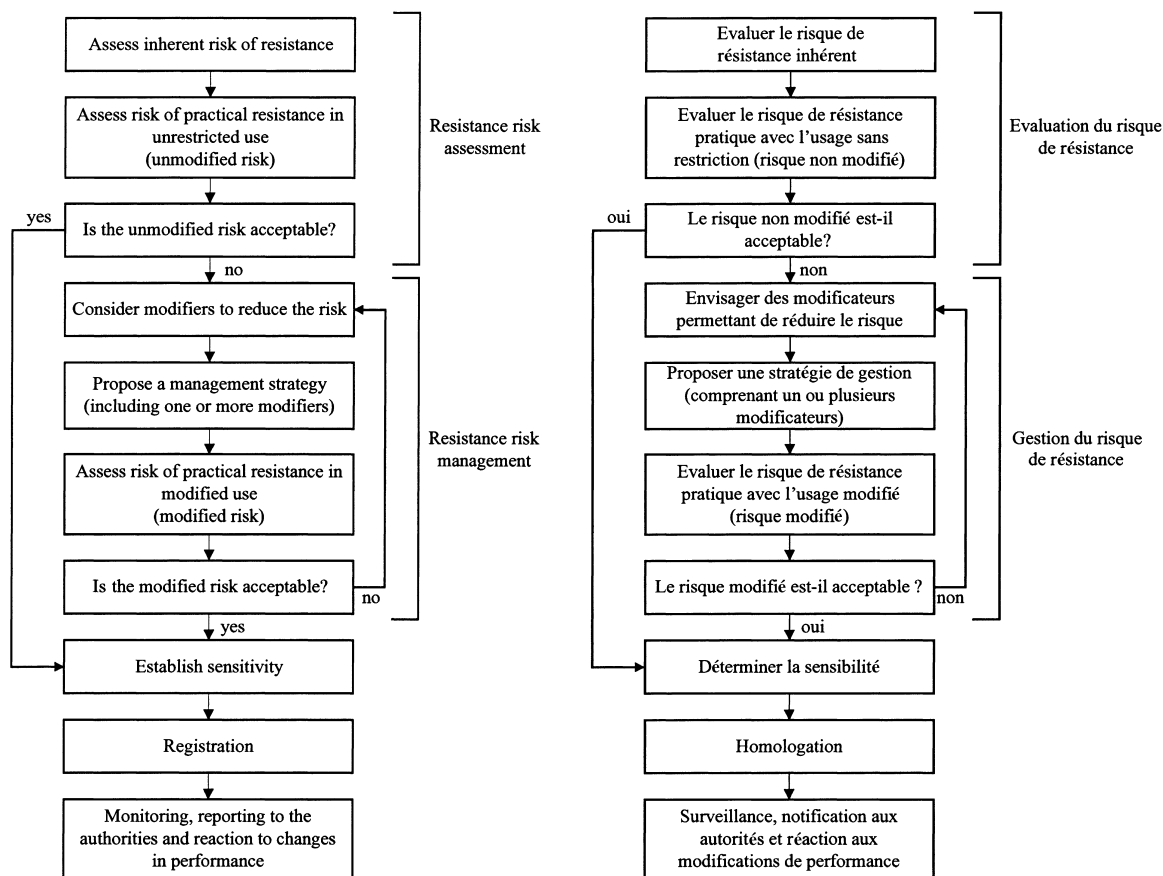 Assess inherent risk of resistance
Assess risk of practical resistance in
unrestricted use
(unmodified risk)
Resistance risk
assessment
yes
Is the unmodified risk acceptable?
no
Consider modifiers to reduce the risk
Propose a management strategy
(including one or more modifiers)
Resistance risk
management
Assess risk of practical resistance in
modified use
(modified risk)
Is the modified risk acceptable?
no
yes
Establish sensitivity
Registration
Monitoring, reporting to the
authorities and reaction to changes
in performance
Evaluer le risque de
résistance inhérent
Evaluer le risque de résistance
pratique avec l'usage sans
restriction (risque non modifié)
Evaluation du risque
de résistance
oui
Le risque non modifié est-il
acceptable?
non
Envisager des modificateurs
permettant de réduire le risque
Proposer une stratégie de gestion
(comprenant un ou plusieurs
modificateurs)
Gestion du risque
de résistance
Evaluer le risque de résistance
pratique avec l'usage modifié
(risque modifié)
Le risque modifié est-il acceptable ?
non
oui
Déterminer la sensibilité
Homologation
Surveillance, notification aux
autorités et réaction aux
modifications de performance